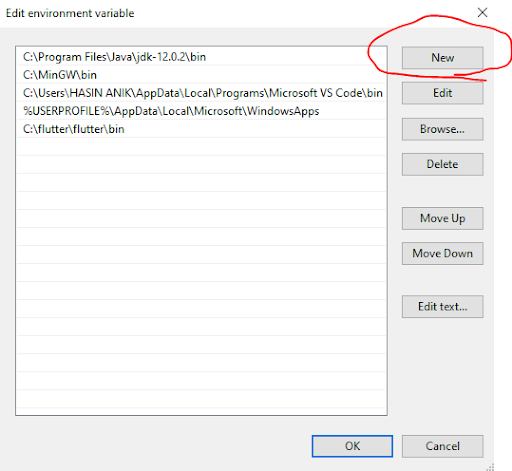 Edit environment variable
C:\Program Files\Java\jdk-12.0.2\bin
C:\MinGW\bin
C:\Users\HASIN ANIK\AppData\Local\Programs\Microsoft VS Code\bin
%USERPROFILE%\AppData\Local\Microsoft\WindowsApps
C:\flutter\flutter\bin
New
Edit
Browse...
Delete
Move Up
Move Down
Edit text...
OK
Cancel